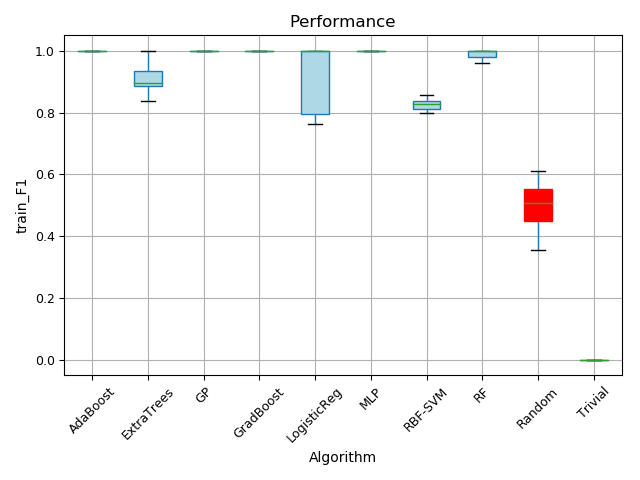 Performance
train_F1
1.0
0.8
0.6
0.4
0.2
0.0
AdaBoost
ExtraTrees
GP
GradBoost
LogisticReg
MLP
RBF-SVM
RF
Random
Trivial
Algorithm